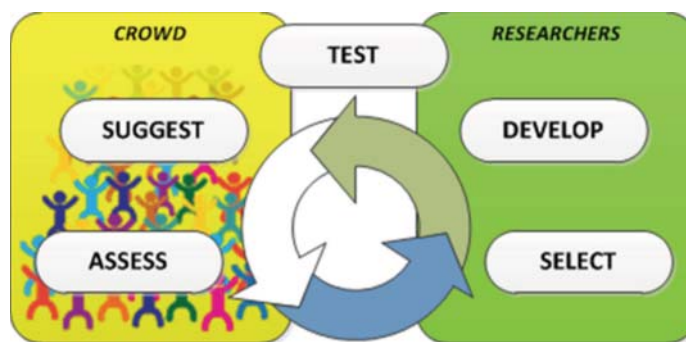 CROWD
RESEARCHERS
TEST
SUGGEST
DEVELOP
ASSESS
SELECT